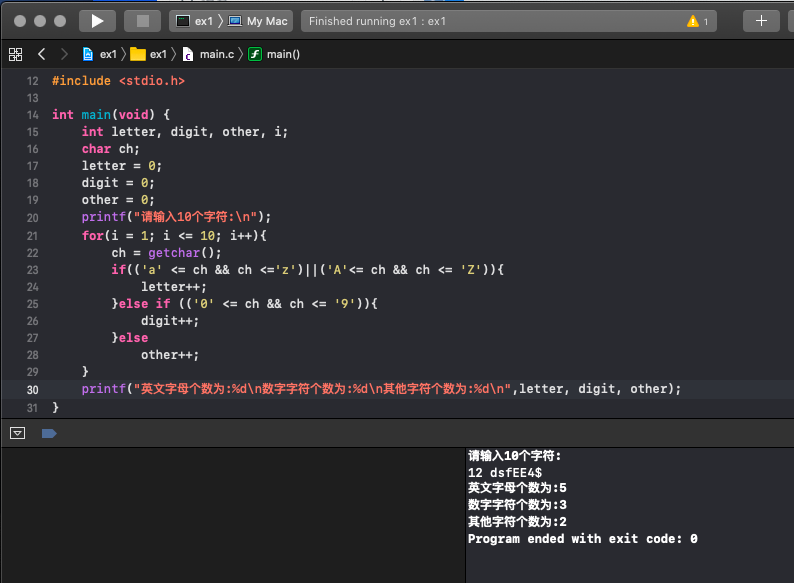 ex1 〉 My Mac
Finished running ex1 : ex1
1
ex1 〉 ex1 〉 main.c 〉 main()
12 #include <stdio.h>
13
14 int main(void) {
15     int letter, digit, other, i;
16     char ch;
17     letter = 0;
18     digit = 0;
19     other = 0;
20     printf("请输入10个字符:\n");
21     for(i = 1; i <= 10; i++){
22         ch = getchar();
23         if(('a' <= ch && ch <='z')||('A'<= ch && ch <= 'Z')){
24             letter++;
25         }else if (('0' <= ch && ch <= '9')){
26             digit++;
27         }else
28             other++;
29     }
30     printf("英文字母个数为:%d\n数字字符个数为:%d\n其他字符个数为:%d\n",letter, digit, other);
31 }
请输入10个字符:
12 dsfEE4$
英文字母个数为:5
数字字符个数为:3
其他字符个数为:2
Program ended with exit code: 0